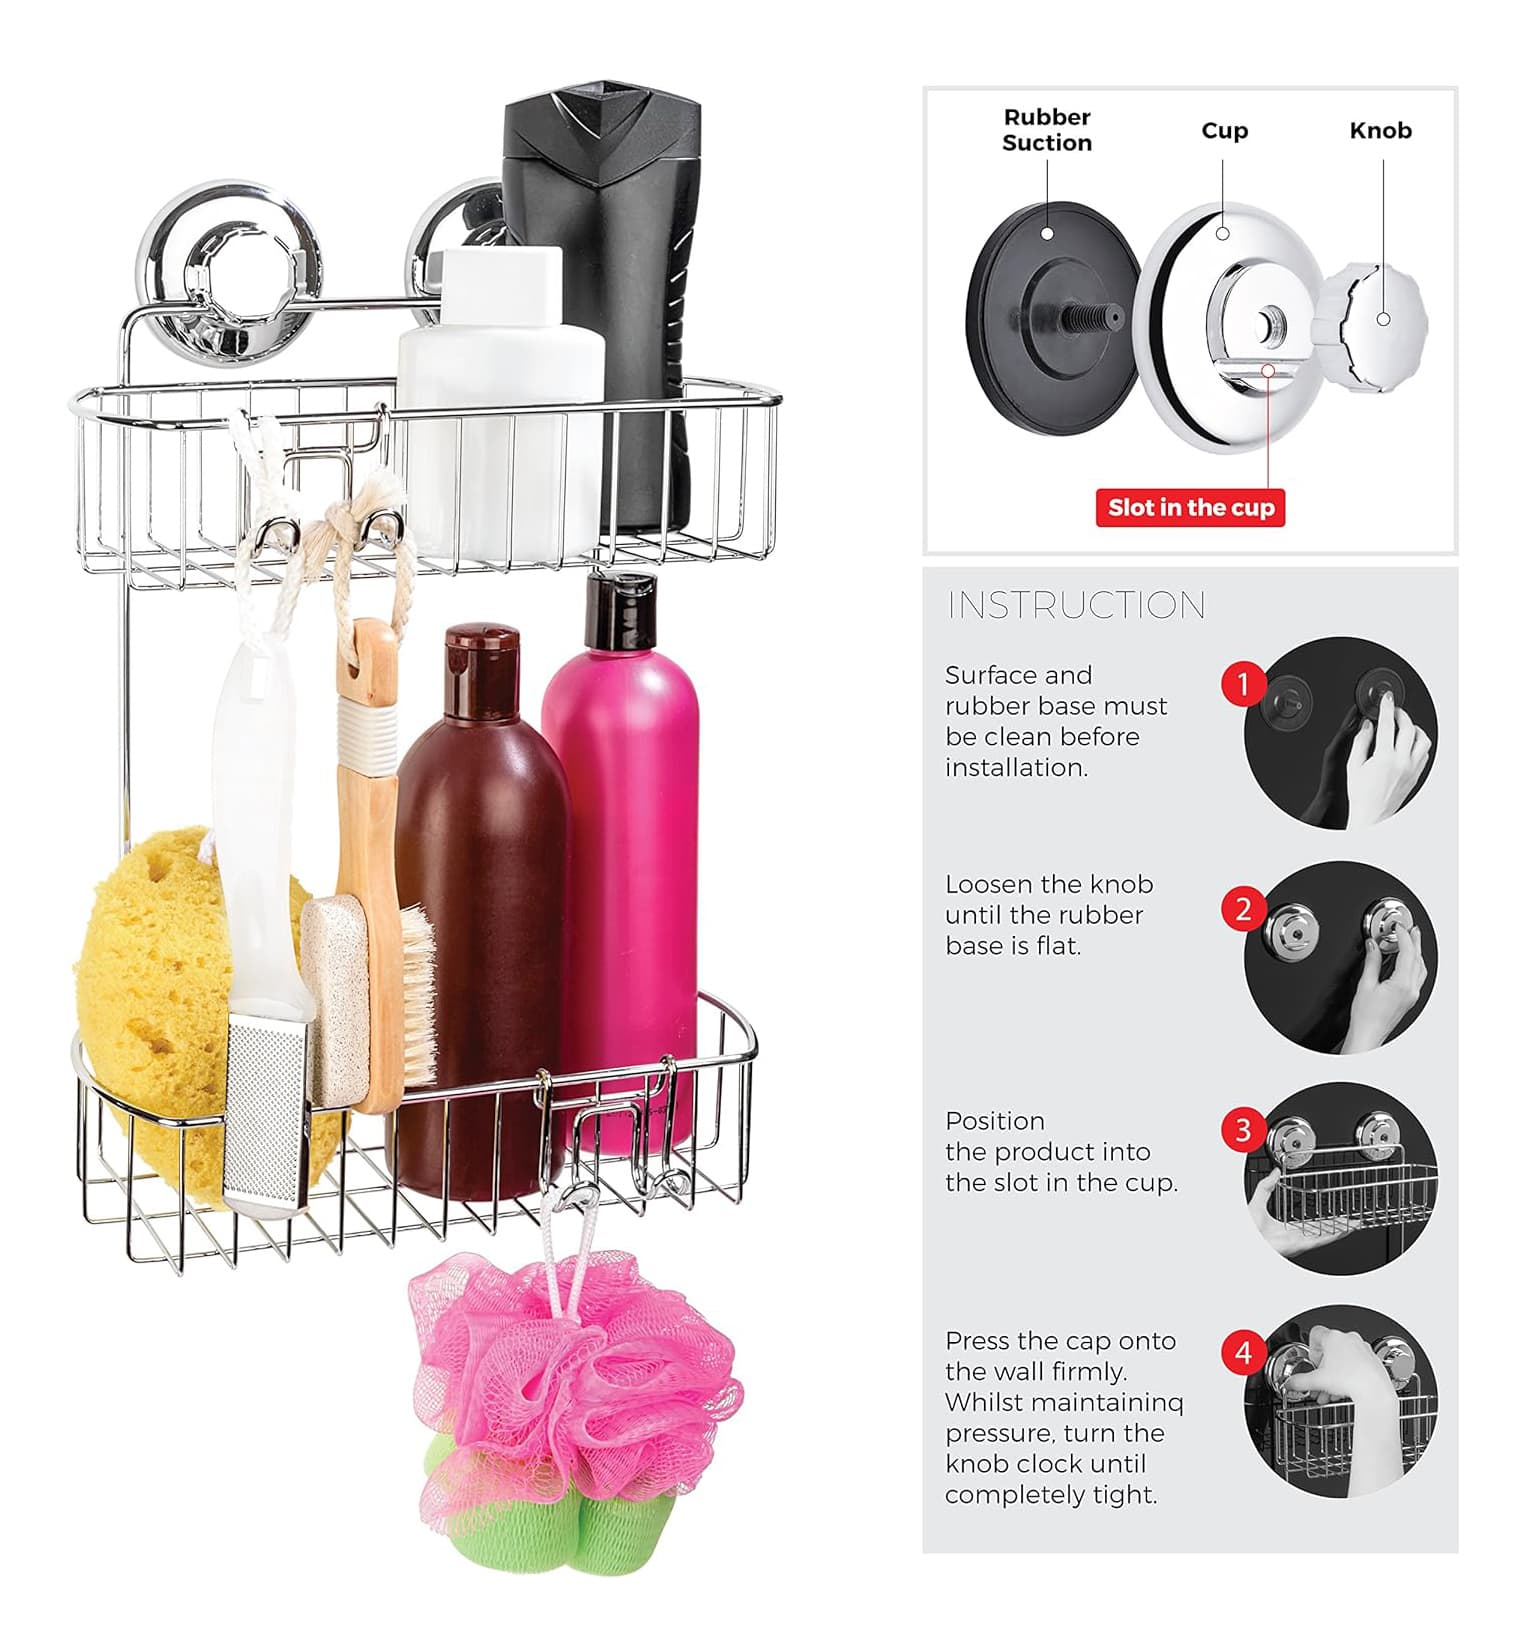 Rubber
Suction
Cup
Knob
Slot in the cup
INSTRUCTION
1
Surface and
rubber base must
be clean before
installation.
2
Loosen the knob
until the rubber
base is flat.
3
Position
the product into
the slot in the cup.
4
Press the cap onto
the wall firmly.
Whilst maintaining
pressure, turn the
knob clock until
completely tight.